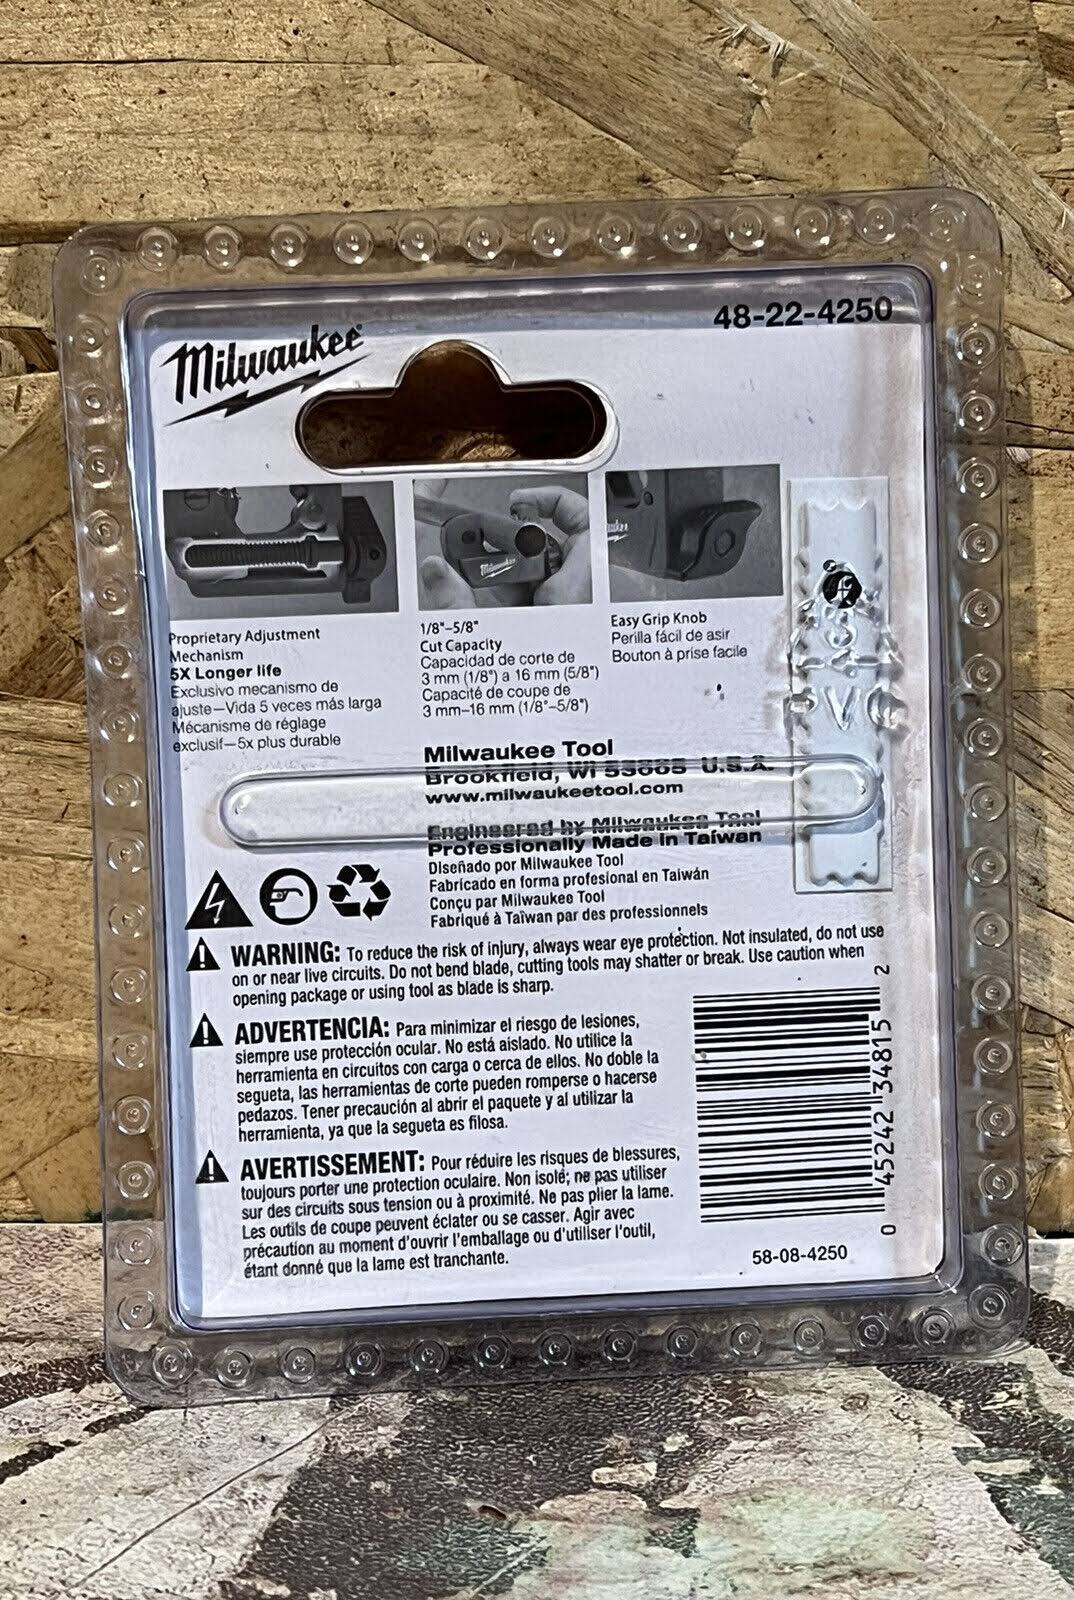 48-22-4250
Milwaukee
Milwaukee
Proprietary Adjustment
Mechanism
5X Longer life
Exclusivo mecanismo de
ajuste—Vida 5 veces más larga
Mécanisme de réglage
exclusif—5x plus durable
1/8"–5/8"
Cut Capacity
Capacidad de corte de
3 mm (1/8") a 16 mm (5/8")
Capacité de coupe de
3 mm–16 mm (1/8"–5/8")
Easy Grip Knob
Perilla fácil de asir
Bouton à prise facile
Milwaukee Tool
Brookfield, WI 53005 U.S.A.
www.milwaukeetool.com
Engineered by Milwaukee Tool
Professionally Made in Taiwan
Diseñado por Milwaukee Tool
Fabricado en forma profesional en Taiwán
Conçu par Milwaukee Tool
Fabriqué à Taïwan par des professionnels
WARNING: To reduce the risk of injury, always wear eye protection. Not insulated, do not use
on or near live circuits. Do not bend blade, cutting tools may shatter or break. Use caution when
opening package or using tool as blade is sharp.
ADVERTENCIA: Para minimizar el riesgo de lesiones,
siempre use protección ocular. No está aislado. No utilice la
herramienta en circuitos con carga o cerca de ellos. No doble la
segueta, las herramientas de corte pueden romperse o hacerse
pedazos. Tener precaución al abrir el paquete y al utilizar la
herramienta, ya que la segueta es filosa.
AVERTISSEMENT: Pour réduire les risques de blessures,
toujours porter une protection oculaire. Non isolé; ne pas utiliser
sur des circuits sous tension ou à proximité. Ne pas plier la lame.
Les outils de coupe peuvent éclater ou se casser. Agir avec
précaution au moment d'ouvrir l'emballage ou d'utiliser l'outil,
étant donné que la lame est tranchante.
0 45242 34815 2
58-08-4250